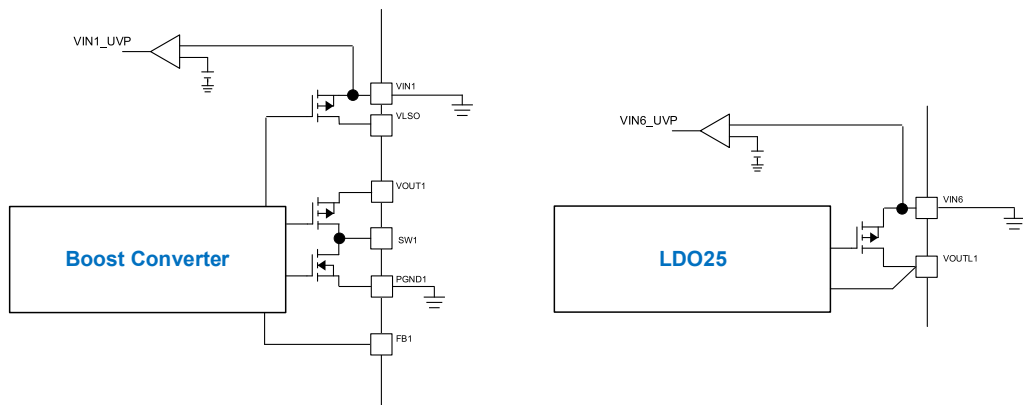 VIN1_UVP
VIN1
VLSO
VOUT1
Boost Converter
SW1
PGND1
FB1
VIN6_UVP
VIN6
LDO25
VOUTL1